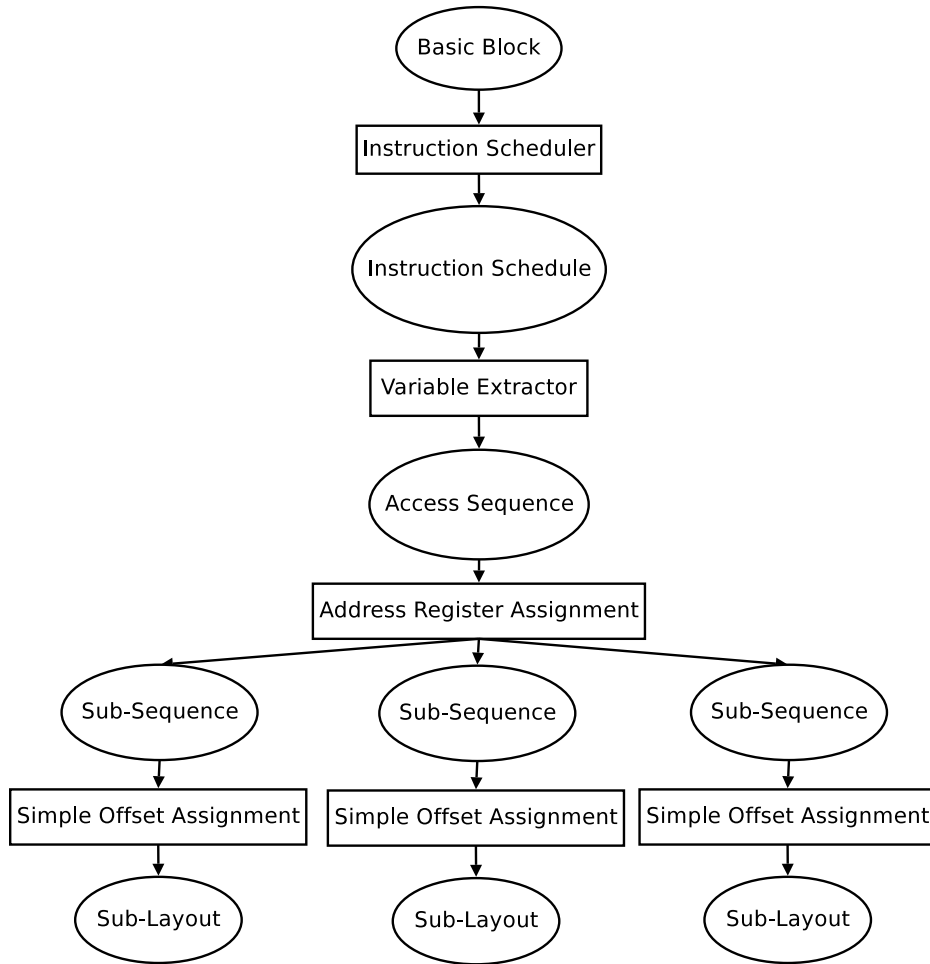 Basic Block
Instruction Scheduler
Instruction Schedule
Variable Extractor
Access Sequence
Address Register Assignment
Sub-Sequence
Sub-Sequence
Sub-Sequence
Simple Offset Assignment
Simple Offset Assignment
Simple Offset Assignment
Sub-Layout
Sub-Layout
Sub-Layout